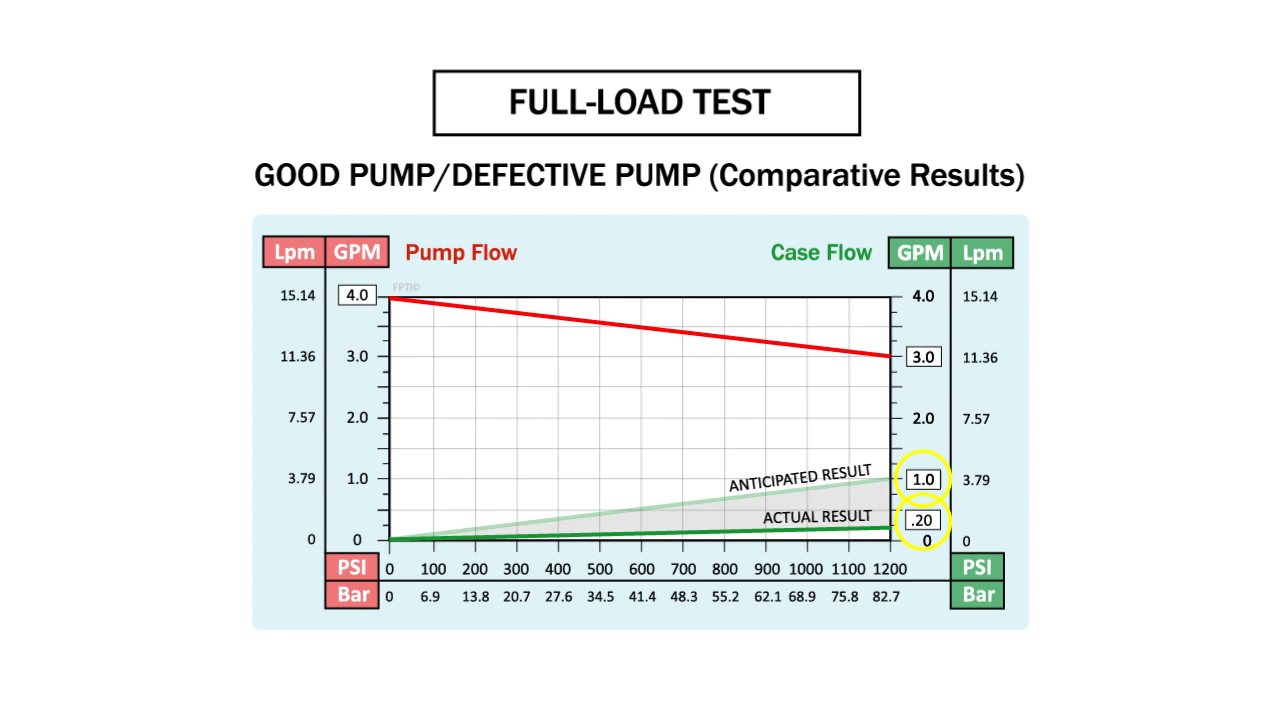 FULL-LOAD TEST
GOOD PUMP/DEFECTIVE PUMP (Comparative Results)
Lpm GPM Pump Flow Case Flow GPM Lpm
FPTI©
15.14 4.0 4.0 15.14
11.36 3.0 3.0 11.36
7.57 2.0 2.0 7.57
ANTICIPATED RESULT
3.79 1.0 1.0 3.79
ACTUAL RESULT .20
0 0 0 0
PSI 0 100 200 300 400 500 600 700 800 900 1000 1100 1200 PSI
Bar 0 6.9 13.8 20.7 27.6 34.5 41.4 48.3 55.2 62.1 68.9 75.8 82.7 Bar